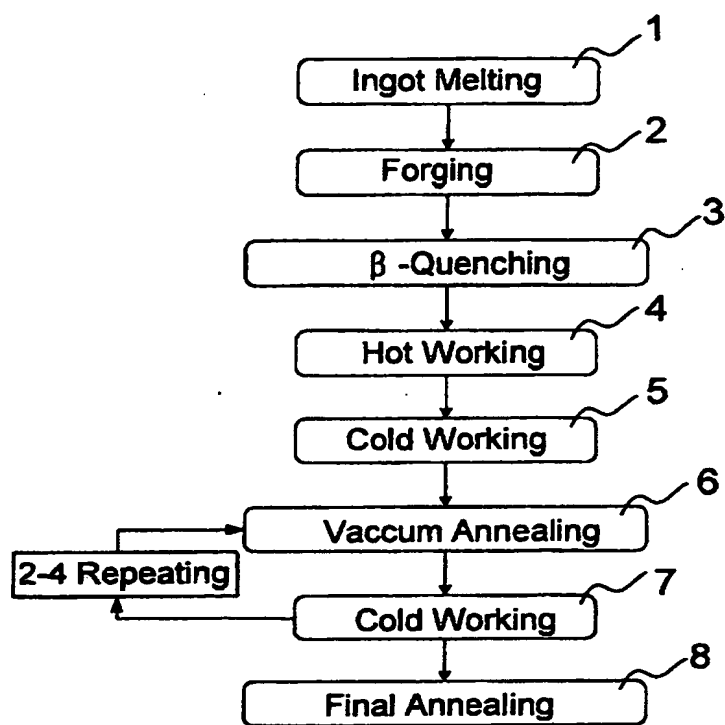 1
Ingot Melting
2
Forging
3
β -Quenching
4
Hot Working
5
Cold Working
6
Vaccum Annealing
2-4 Repeating
7
Cold Working
8
Final Annealing